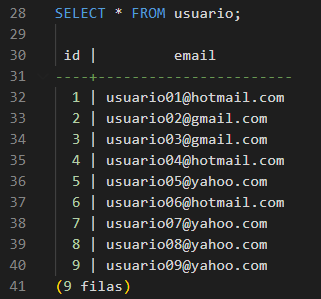 28 SELECT * FROM usuario;
29
30  id |         email
31 ----+-----------------------
32   1 | usuario01@hotmail.com
33   2 | usuario02@gmail.com
34   3 | usuario03@gmail.com
35   4 | usuario04@hotmail.com
36   5 | usuario05@yahoo.com
37   6 | usuario06@hotmail.com
38   7 | usuario07@yahoo.com
39   8 | usuario08@yahoo.com
40   9 | usuario09@yahoo.com
41 (9 filas)